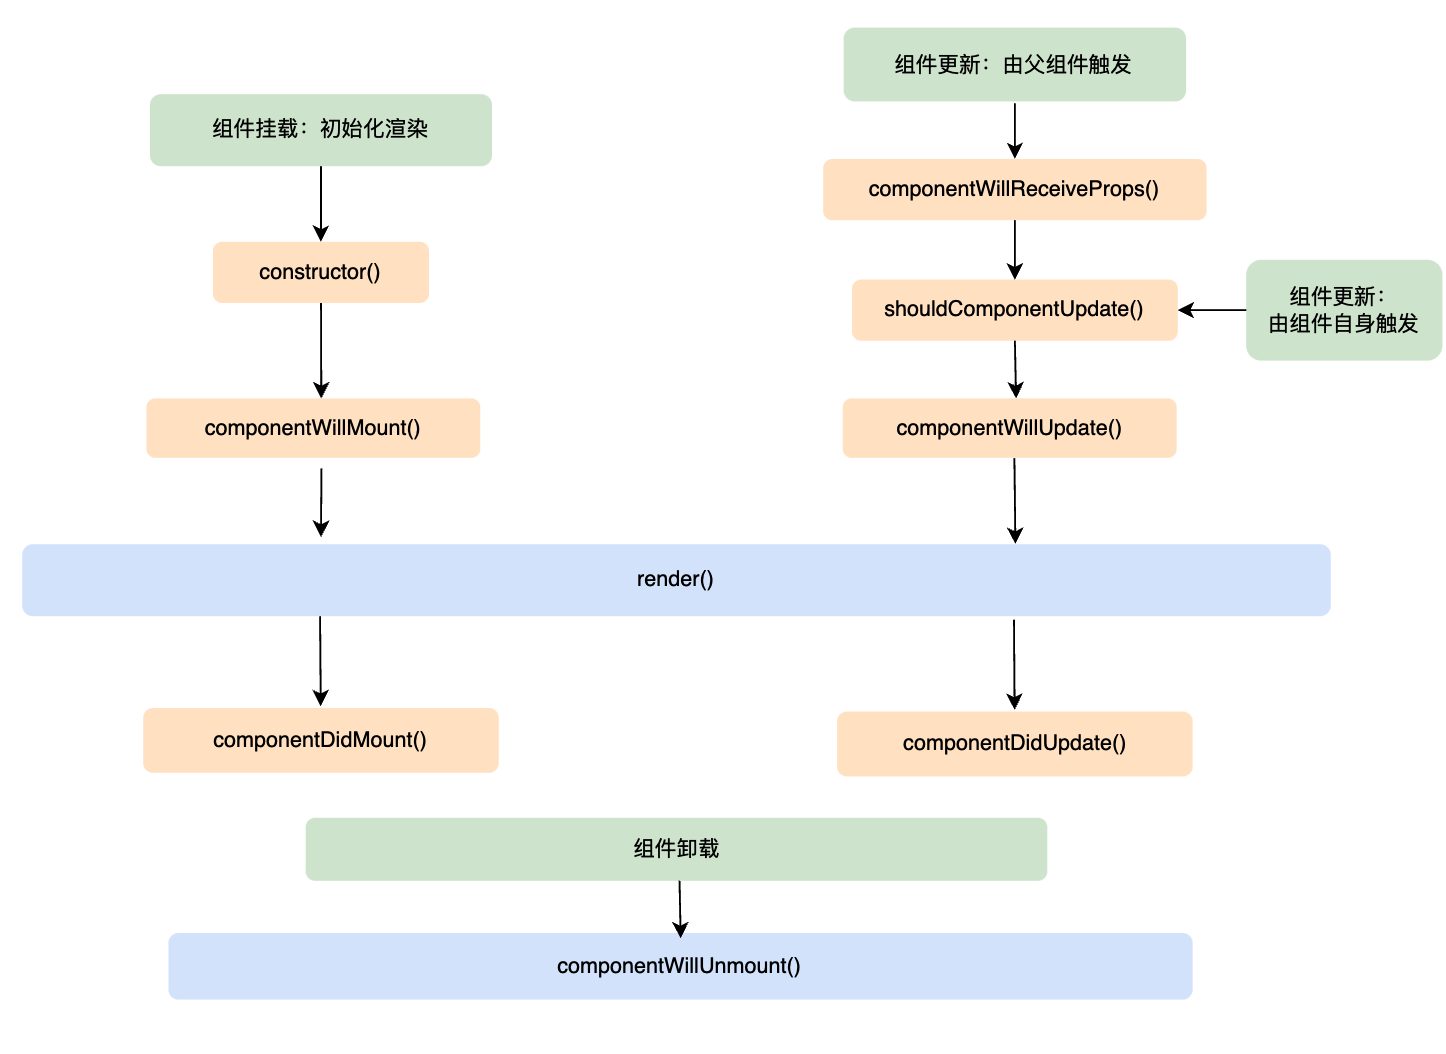 组件挂载：初始化渲染
constructor()
componentWillMount()
组件更新：由父组件触发
componentWillReceiveProps()
shouldComponentUpdate()
组件更新：
由组件自身触发
componentWillUpdate()
render()
componentDidMount()
componentDidUpdate()
组件卸载
componentWillUnmount()